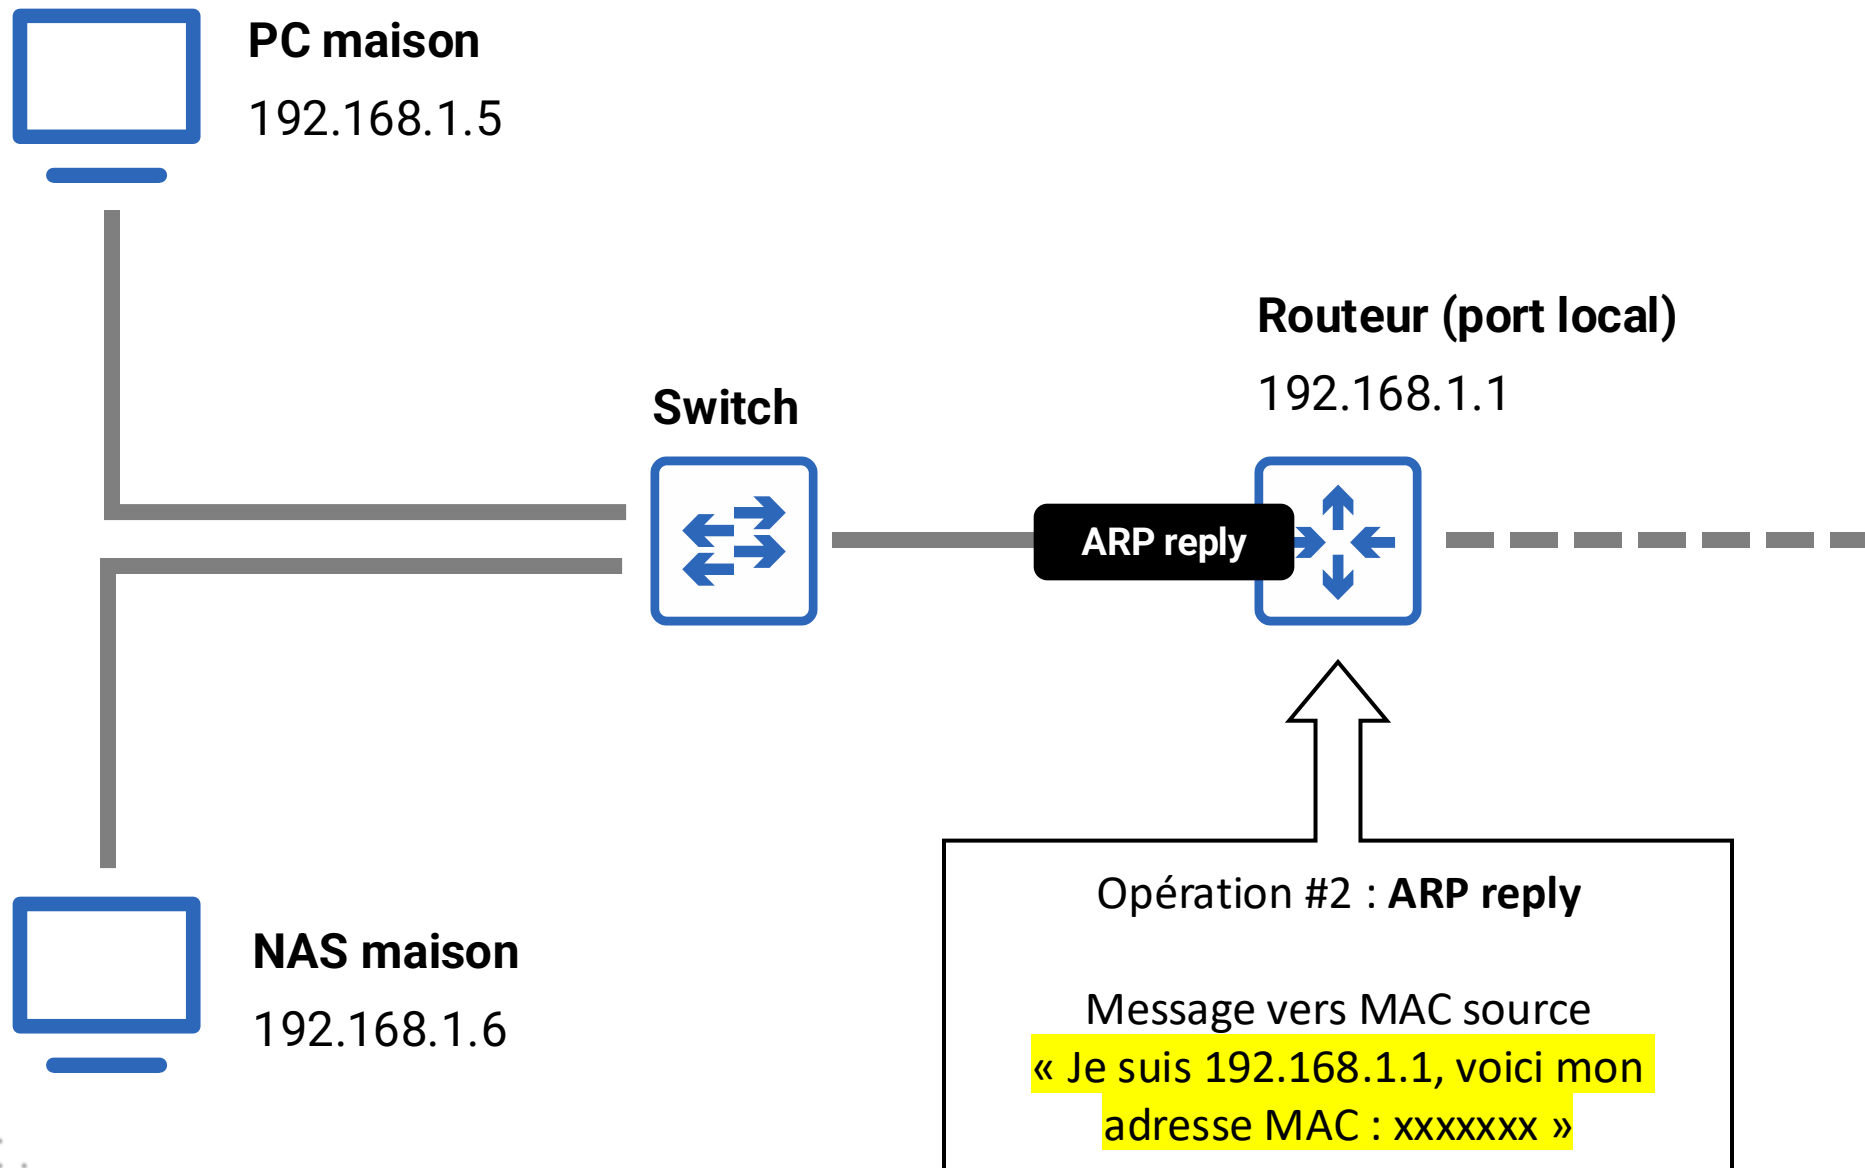 PC maison
192.168.1.5
Routeur (port local)
192.168.1.1
Switch
ARP reply
NAS maison
192.168.1.6
Opération #2 : ARP reply
Message vers MAC source
« Je suis 192.168.1.1, voici mon
adresse MAC : xxxxxxx »